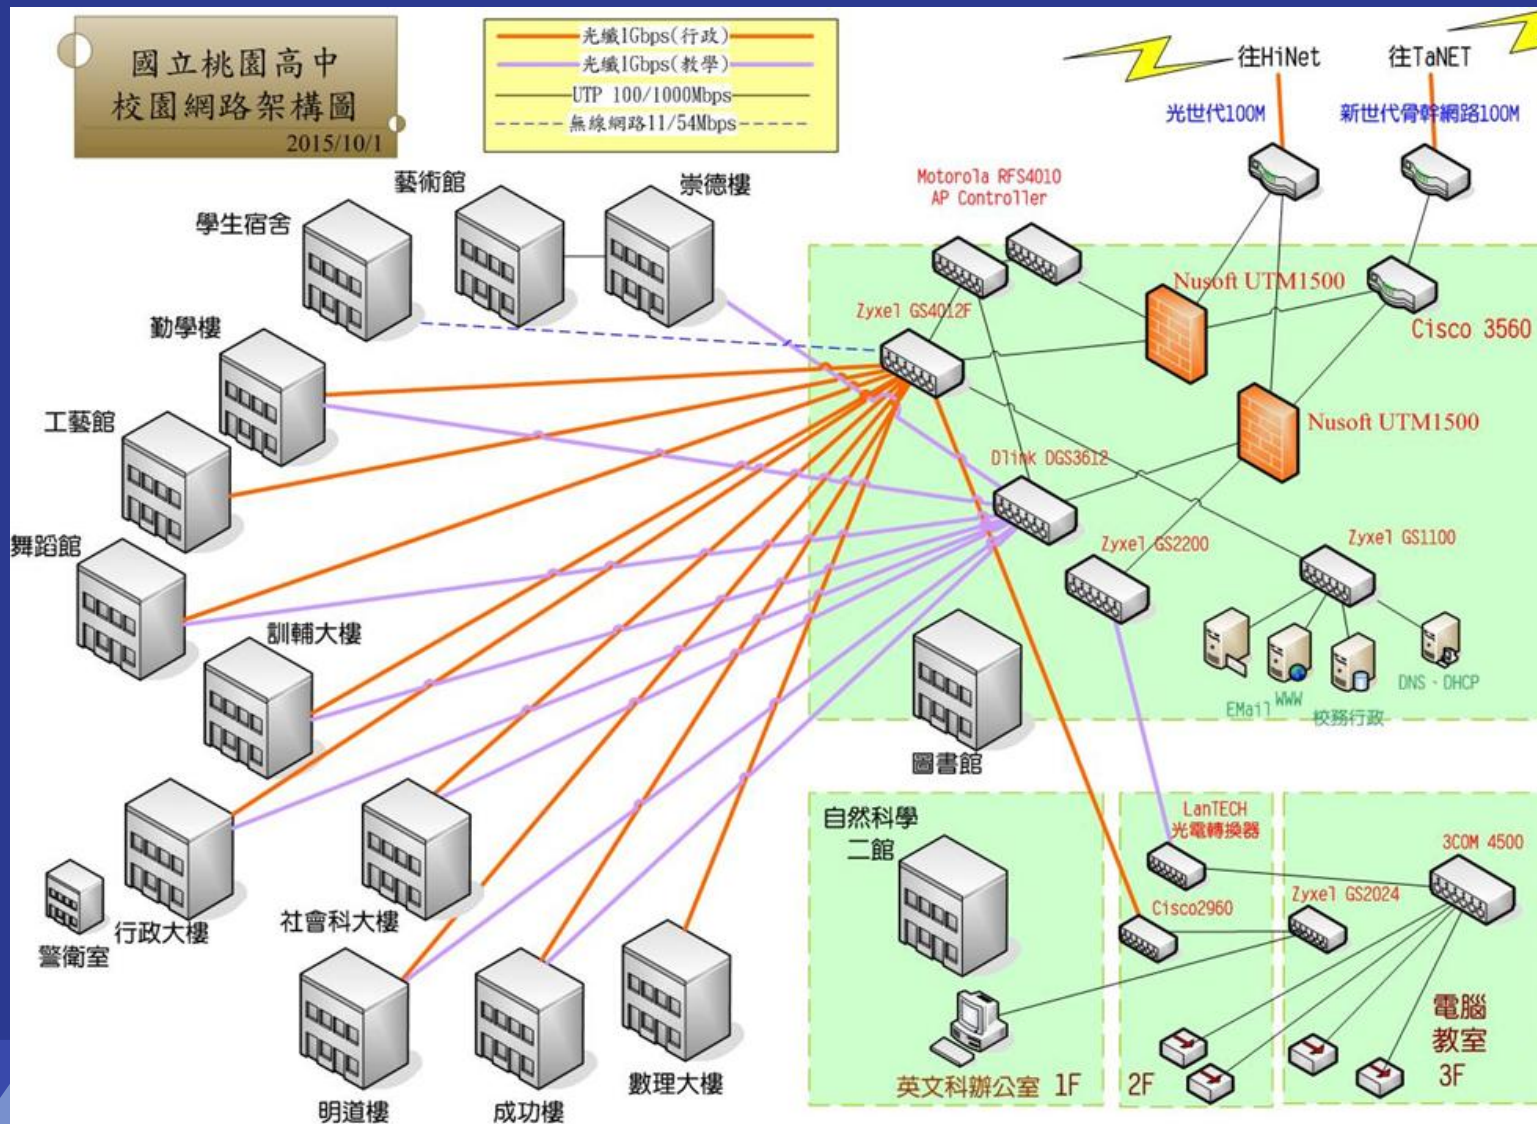 國立桃園高中
校園網路架構圖
2015/10/1
光纖1Gbps(行政)
光纖1Gbps(教學)
UTP 100/1000Mbps
無線網路11/54Mbps
往HiNet
往TaNET
光世代100M
新世代骨幹網路100M
Motorola RFS4010
AP Controller
藝術館
崇德樓
學生宿舍
勤學樓
工藝館
舞蹈館
訓輔大樓
行政大樓
警衛室
社會科大樓
明道樓
成功樓
數理大樓
Zyxel GS4012F
Nusoft UTM1500
Cisco 3560
Nusoft UTM1500
Dlink DGS3612
Zyxel GS2200
Zyxel GS1100
EMail
WWW
校務行政
DNs、DHCP
圖書館
自然科學
二館
英文科辦公室 1F
LanTECH
光電轉換器
Cisco2960
2F
Zyxel GS2024
3COM 4500
電腦
教室
3F